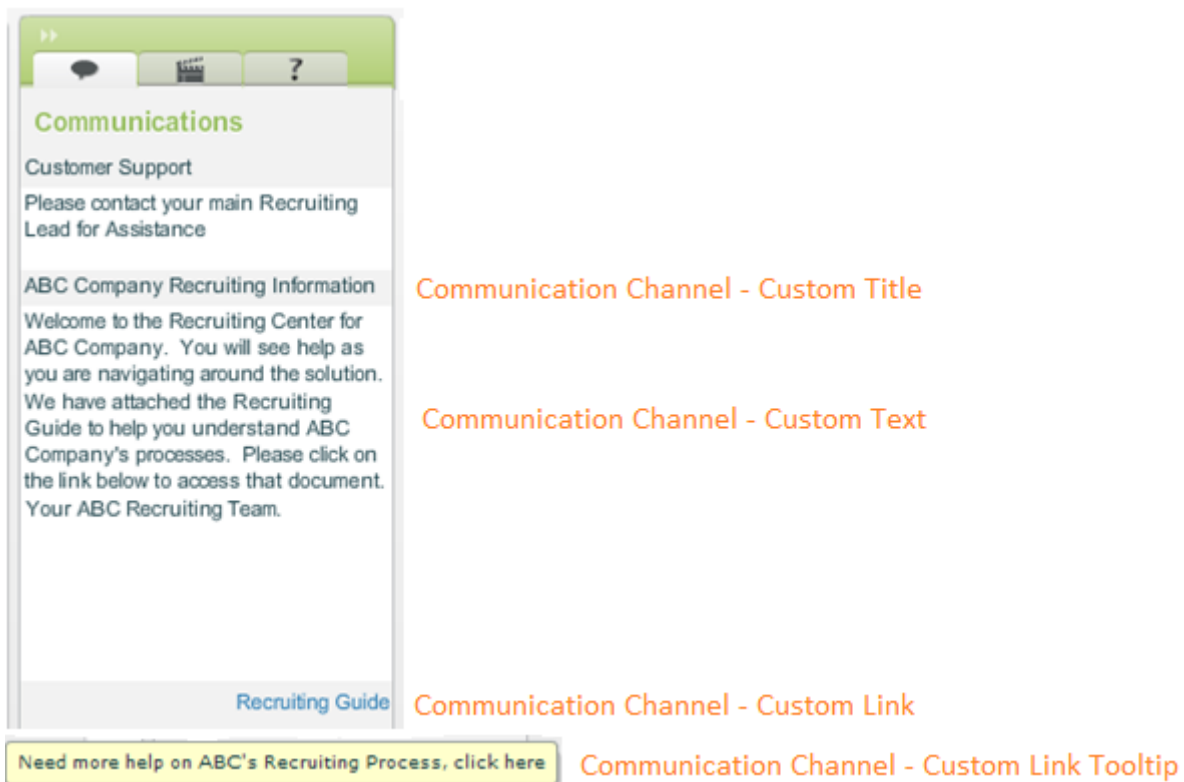 ?
Communications
Customer Support
Please contact your main Recruiting
Lead for Assistance
ABC Company Recruiting Information
Communication Channel - Custom Title
Welcome to the Recruiting Center for
ABC Company.  You will see help as
you are navigating around the solution.
We have attached the Recruiting
Guide to help you understand ABC
Company's processes.  Please click on
the link below to access that document.
Your ABC Recruiting Team.
Communication Channel - Custom Text
Recruiting Guide
Communication Channel - Custom Link
Need more help on ABC's Recruiting Process, click here
Communication Channel - Custom Link Tooltip